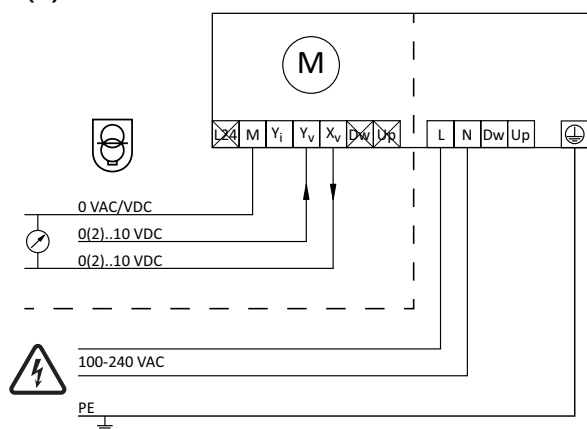 M
L24 M Yi Yv Xv Dw Up L N Dw Up
0 VAC/VDC
0(2)..10 VDC
0(2)..10 VDC
100-240 VAC
PE